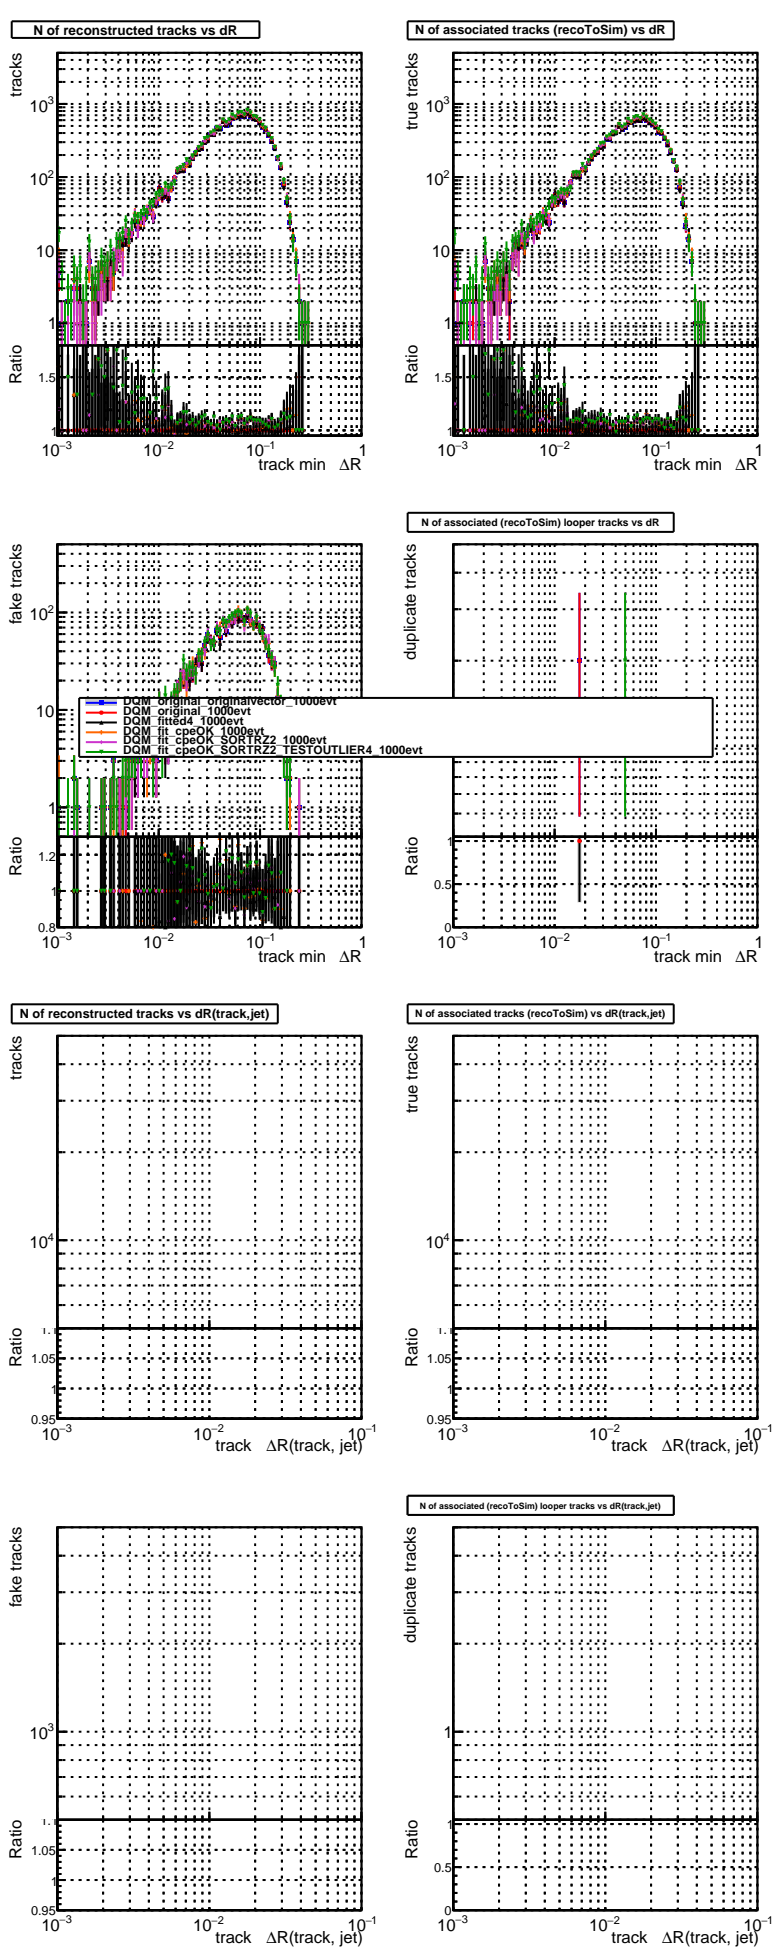 N of reconstructed tracks vs dR
tracks
10³
10²
10
1
Ratio
1.5
1
10⁻³ 10⁻² 10⁻¹ 1
track min ΔR
N of associated tracks (recoToSim) vs dR
true tracks
10³
10²
10
1
Ratio
1.5
1
10⁻³ 10⁻² 10⁻¹ 1
track min ΔR
fake tracks
10²
10
1
Ratio
1.2
1
0.8
10⁻³ 10⁻² 10⁻¹ 1
track min ΔR
N of associated (recoToSim) looper tracks vs dR
duplicate tracks
Ratio
1
0.5
0
10⁻³ 10⁻² 10⁻¹ 1
track min ΔR
DQM_original_originalvector_1000evt
DQM_original_1000evt
DQM_fitted4_1000evt
DQM_fit_cpeOK_1000evt
DQM_fit_cpeOK_SORTRZ2_1000evt
DQM_fit_cpeOK_SORTRZ2_TESTOUTLIER4_1000evt
N of reconstructed tracks vs dR(track,jet)
tracks
10⁴
Ratio
1.1
1.05
1
0.95
10⁻³ 10⁻² 10⁻¹
track ΔR(track, jet)
N of associated tracks (recoToSim) vs dR(track,jet)
true tracks
10⁴
Ratio
1.1
1.05
1
0.95
10⁻³ 10⁻² 10⁻¹
track ΔR(track, jet)
fake tracks
10³
Ratio
1.1
1.05
1
0.95
10⁻³ 10⁻² 10⁻¹
track ΔR(track, jet)
N of associated (recoToSim) looper tracks vs dR(track,jet)
duplicate tracks
1
Ratio
1
0.5
0
10⁻³ 10⁻² 10⁻¹
track ΔR(track, jet)